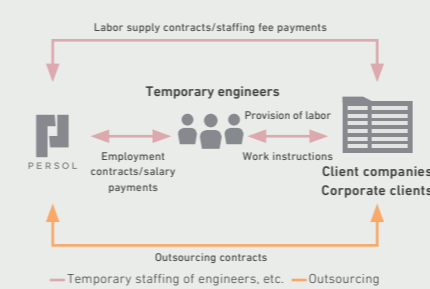 Labor supply contracts/staffing fee payments
Temporary engineers
Provision of labor
PERSOL
Employment
contracts/salary
payments
Work instructions
Client companies
Corporate clients
Outsourcing contracts
Temporary staffing of engineers, etc.
Outsourcing